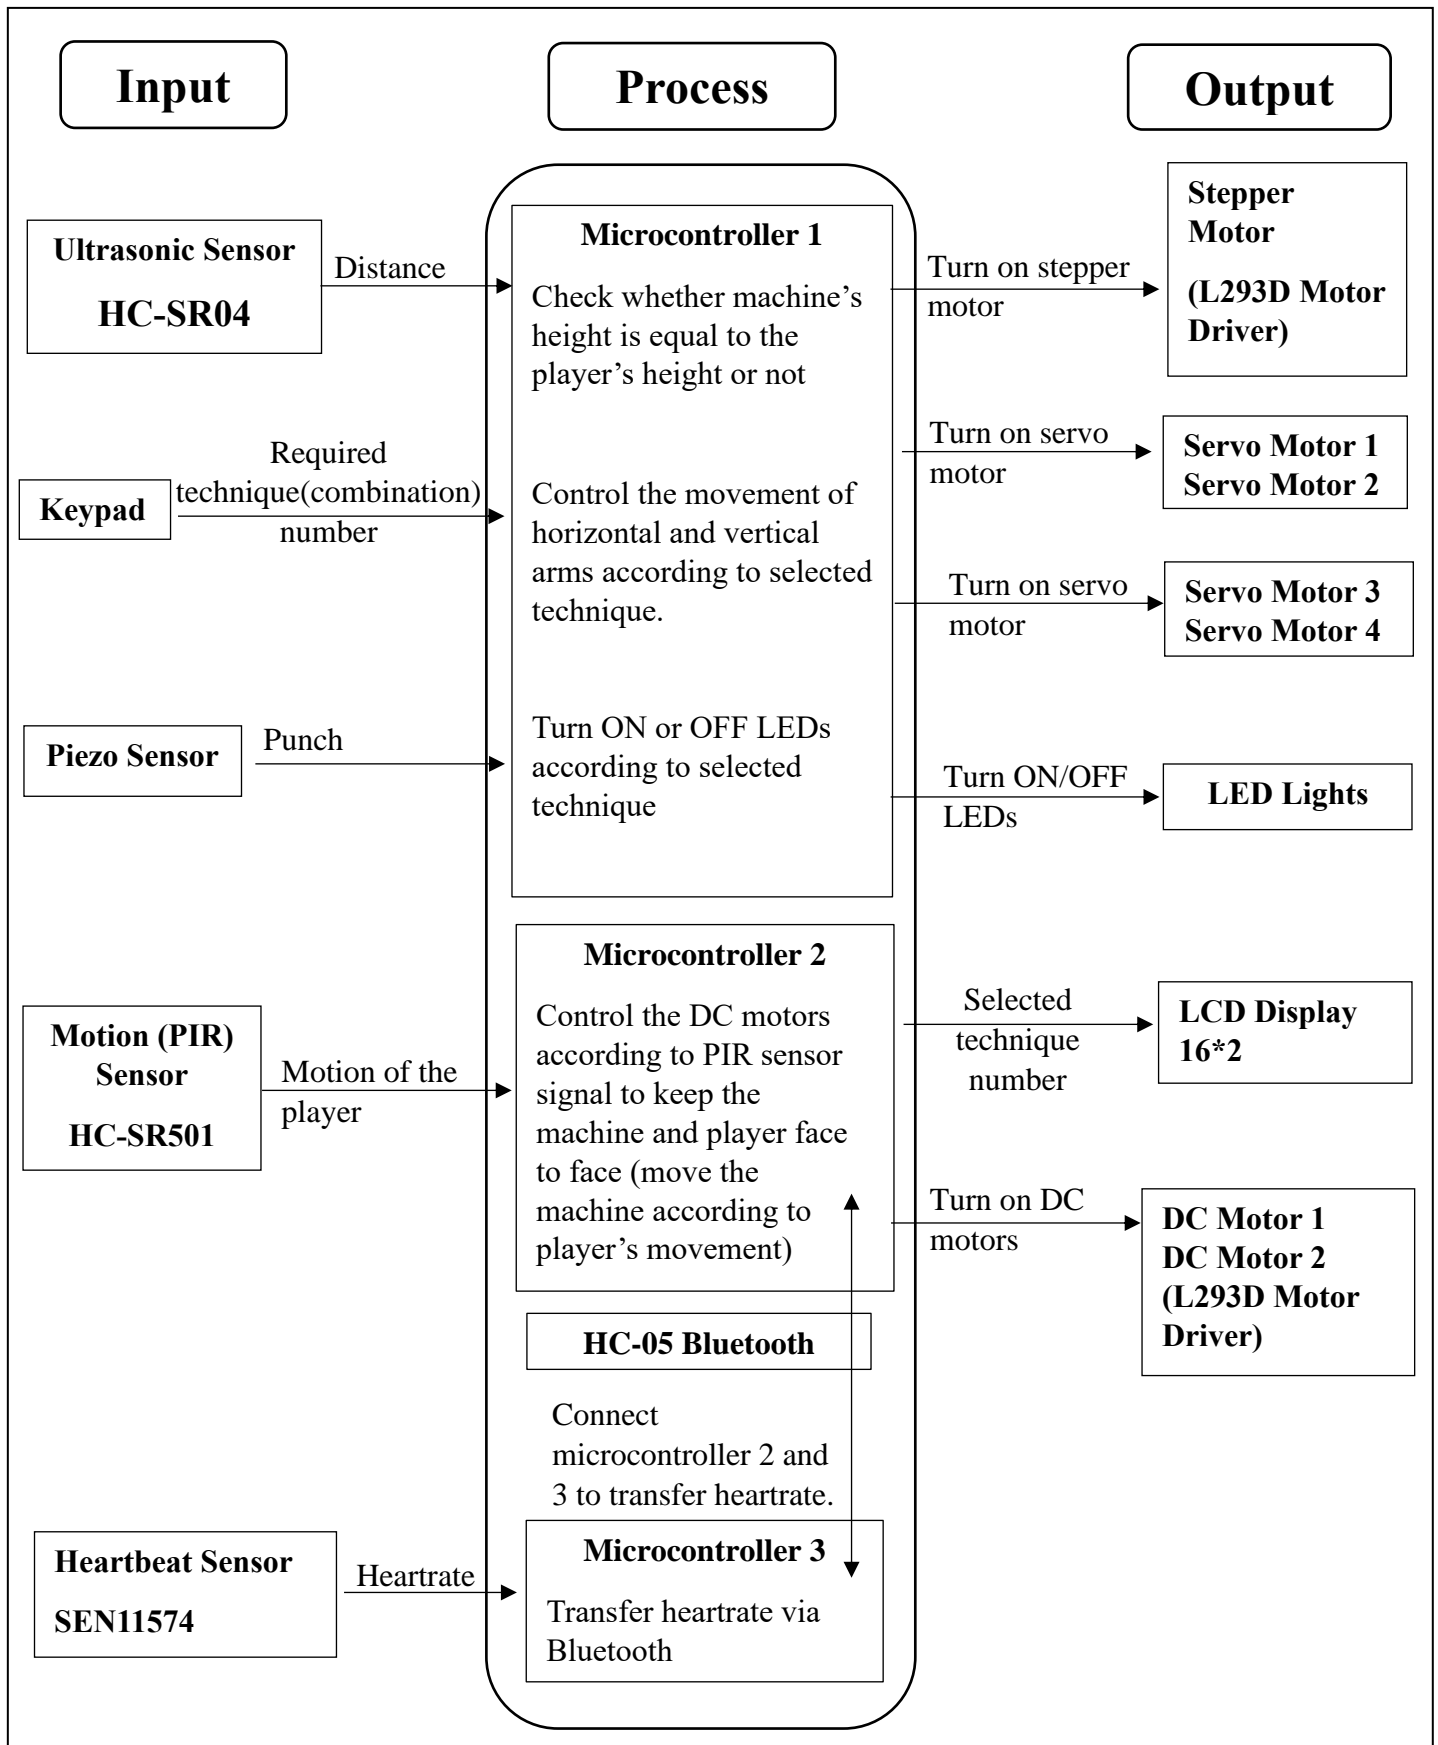 Input
Process
Output
Ultrasonic Sensor
HC-SR04
Distance
Microcontroller 1
Check whether machine’s
height is equal to the
player’s height or not
Turn on stepper
motor
Stepper
Motor
(L293D Motor
Driver)
Keypad
Required
technique(combination)
number
Control the movement of
horizontal and vertical
arms according to selected
technique.
Turn on servo
motor
Servo Motor 1
Servo Motor 2
Turn on servo
motor
Servo Motor 3
Servo Motor 4
Piezo Sensor
Punch
Turn ON or OFF LEDs
according to selected
technique
Turn ON/OFF
LEDs
LED Lights
Motion (PIR)
Sensor
HC-SR501
Motion of the
player
Microcontroller 2
Control the DC motors
according to PIR sensor
signal to keep the
machine and player face
to face (move the
machine according to
player’s movement)
Selected
technique
number
LCD Display
16*2
Turn on DC
motors
DC Motor 1
DC Motor 2
(L293D Motor
Driver)
HC-05 Bluetooth
Connect
microcontroller 2 and
3 to transfer heartrate.
Heartbeat Sensor
SEN11574
Heartrate
Microcontroller 3
Transfer heartrate via
Bluetooth